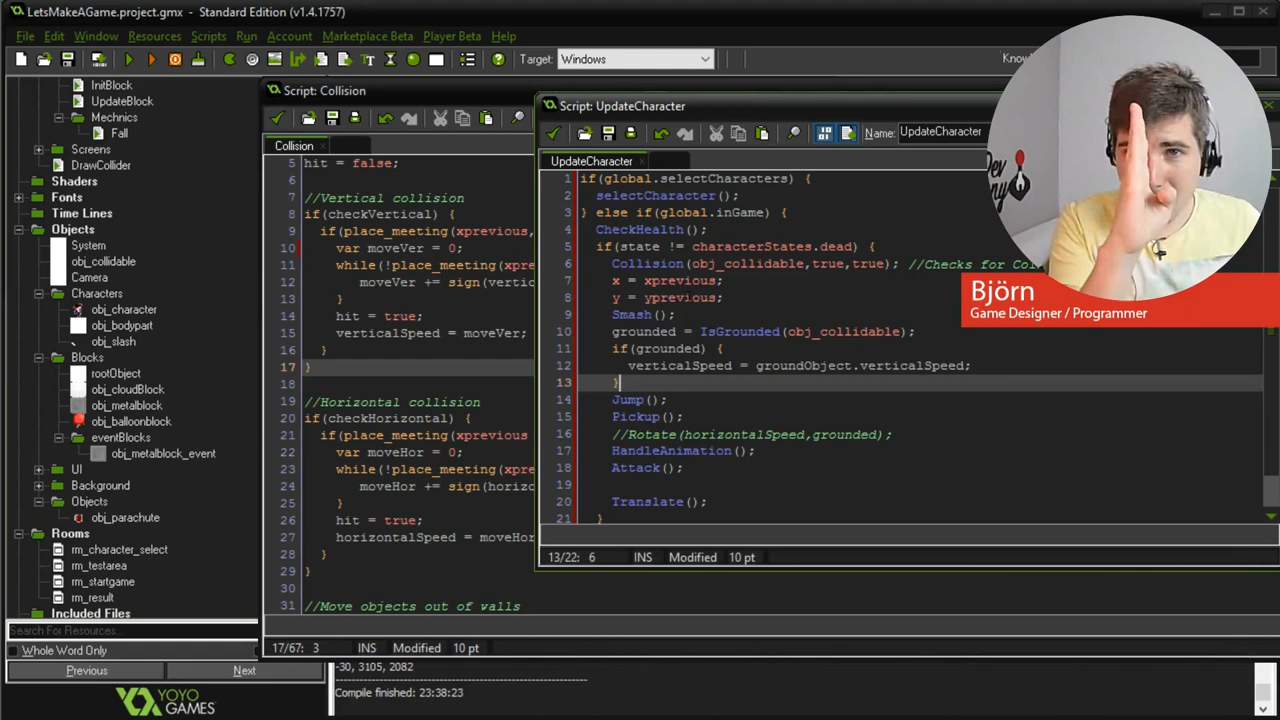 LetsMakeAGame.project.gmx - Standard Edition (v1.4.1757)
File Edit Window Resources Scripts Run Account Marketplace Beta Player Beta Help
Target: Windows
InitBlock
UpdateBlock
Mechnics
Fall
Screens
DrawCollider
Shaders
Fonts
Time Lines
Objects
System
obj_collidable
Camera
Characters
obj_character
obj_bodypart
obj_slash
Blocks
rootObject
obj_cloudBlock
obj_metalblock
obj_balloonblock
eventBlocks
obj_metalblock_event
UI
Background
Objects
obj_parachute
Rooms
rm_character_select
rm_testarea
rm_startgame
rm_result
Included Files
Search For Resources...
Whole Word Only
Previous Next
YOYO
GAMES
Script: Collision
Collision
5 hit = false;
6
7 //Vertical collision
8 if(checkVertical) {
9 if(place_meeting(xprevious,
10 var moveVer = 0;
11 while(!place_meeting(xpre
12 moveVer += sign(vertic
13 }
14 hit = true;
15 verticalSpeed = moveVer;
16 }
17 }
18
19 //Horizontal collision
20 if(checkHorizontal) {
21 if(place_meeting(xprevious
22 var moveHor = 0;
23 while(!place_meeting(xpre
24 moveHor += sign(horizo
25 }
26 hit = true;
27 horizontalSpeed = moveHor
28 }
29 }
30
31 //Move objects out of walls
17/67: 3 INS Modified 10 pt
-30, 3105, 2082
Compile finished: 23:38:23
Script: UpdateCharacter
Name: UpdateCharacter
UpdateCharacter
1 if(global.selectCharacters) {
2 selectCharacter();
3 } else if(global.inGame) {
4 CheckHealth();
5 if(state != characterStates.dead) {
6 Collision(obj_collidable,true,true); //Checks for Col
7 x = xprevious;
8 y = yprevious;
9 Smash();
10 grounded = IsGrounded(obj_collidable);
11 if(grounded) {
12 verticalSpeed = groundObject.verticalSpeed;
13 }
14 Jump();
15 Pickup();
16 //Rotate(horizontalSpeed,grounded);
17 HandleAnimation();
18 Attack();
19
20 Translate();
21 }
13/22: 6 INS Modified 10 pt
Björn
Game Designer / Programmer